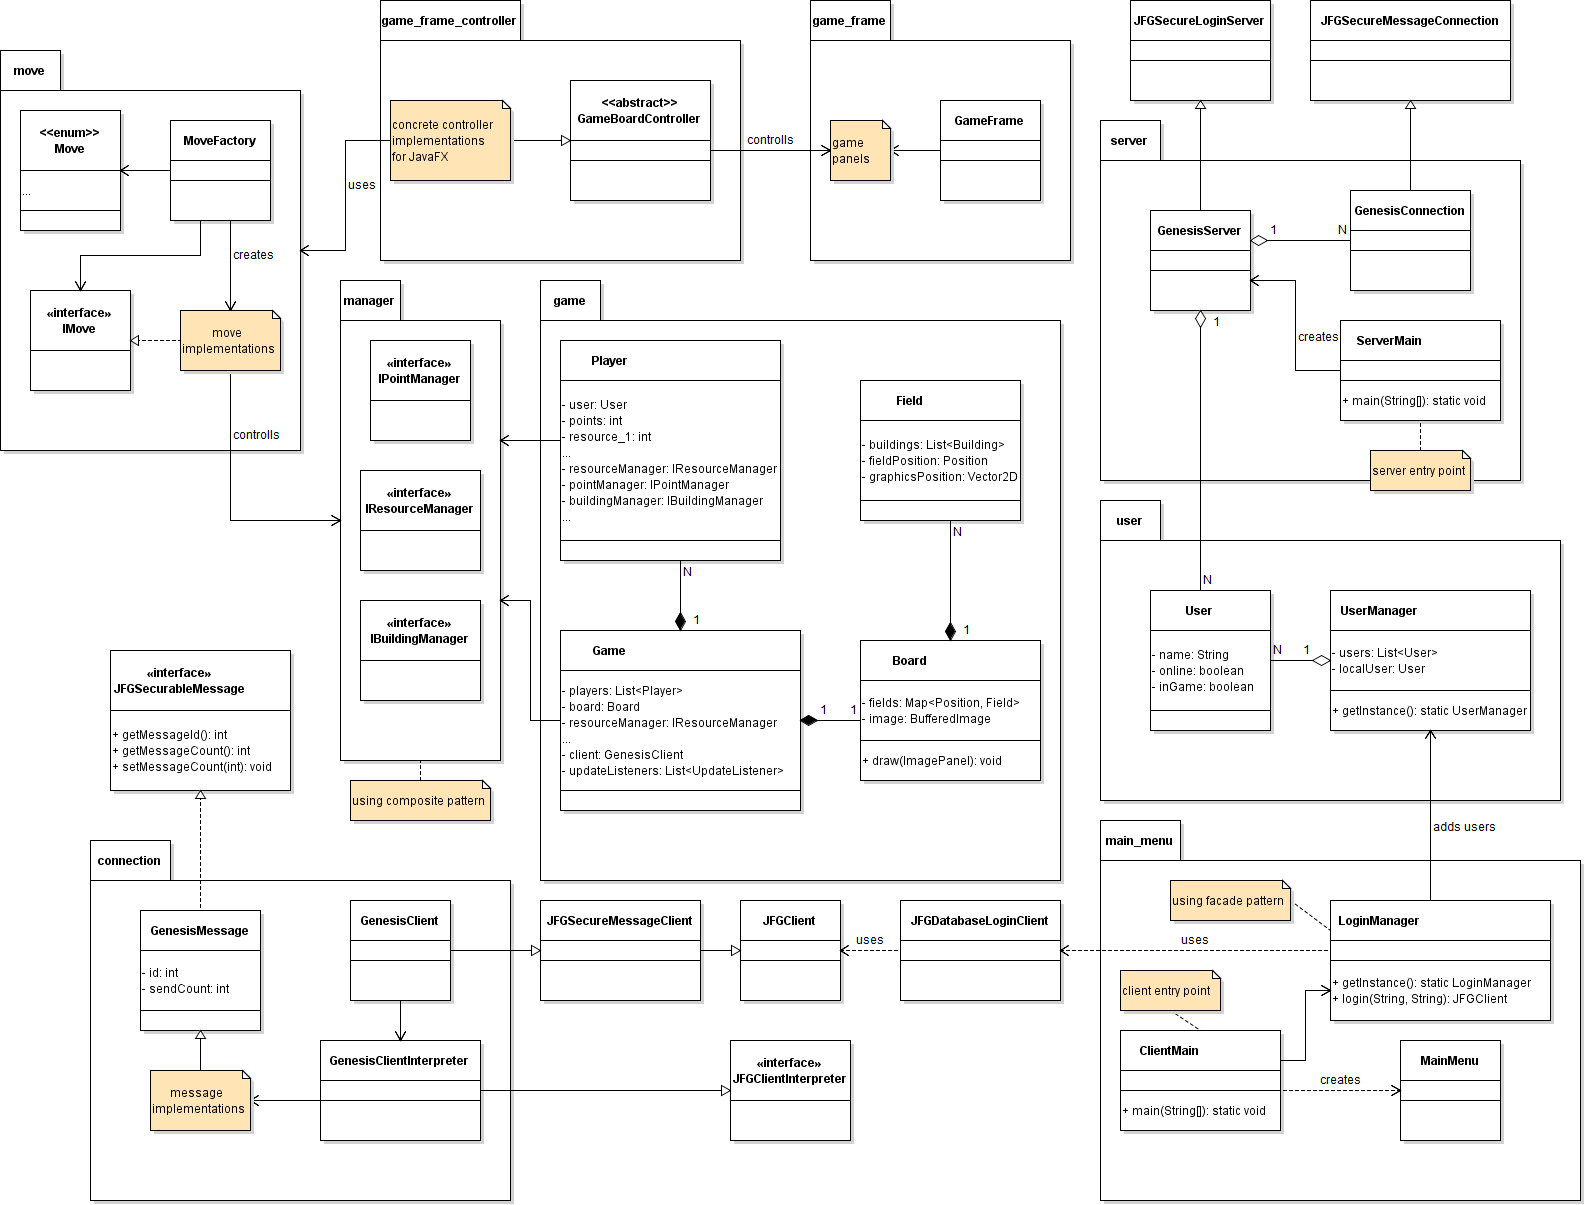 game_frame_controller
game_frame
JFGSecureLoginServer
JFGSecureMessageConnection
move
<<enum>>
Move
...
MoveFactory
creates
«interface»
IMove
move
implementations
controlls
uses
concrete controller
implementations
for JavaFX
<<abstract>>
GameBoardController
controlls
game
panels
GameFrame
server
GenesisServer
1
N
GenesisConnection
1
creates
ServerMain
+ main(String[]): static void
server entry point
manager
«interface»
IPointManager
«interface»
IResourceManager
«interface»
IBuildingManager
using composite pattern
game
Player
- user: User
- points: int
- resource_1: int
...
- resourceManager: IResourceManager
- pointManager: IPointManager
- buildingManager: IBuildingManager
...
N
1
Field
- buildings: List<Building>
- fieldPosition: Position
- graphicsPosition: Vector2D
N
1
Game
- players: List<Player>
- board: Board
- resourceManager: IResourceManager
...
- client: GenesisClient
- updateListeners: List<UpdateListener>
1
1
Board
- fields: Map<Position, Field>
- image: BufferedImage
+ draw(ImagePanel): void
user
N
User
- name: String
- online: boolean
- inGame: boolean
N
1
UserManager
- users: List<User>
- localUser: User
+ getInstance(): static UserManager
adds users
«interface»
JFGSecurableMessage
+ getMessageId(): int
+ getMessageCount(): int
+ setMessageCount(int): void
connection
GenesisMessage
- id: int
- sendCount: int
message
implementations
GenesisClient
GenesisClientInterpreter
JFGSecureMessageClient
JFGClient
uses
JFGDatabaseLoginClient
uses
«interface»
JFGClientInterpreter
main_menu
using facade pattern
LoginManager
+ getInstance(): static LoginManager
+ login(String, String): JFGClient
client entry point
ClientMain
+ main(String[]): static void
creates
MainMenu